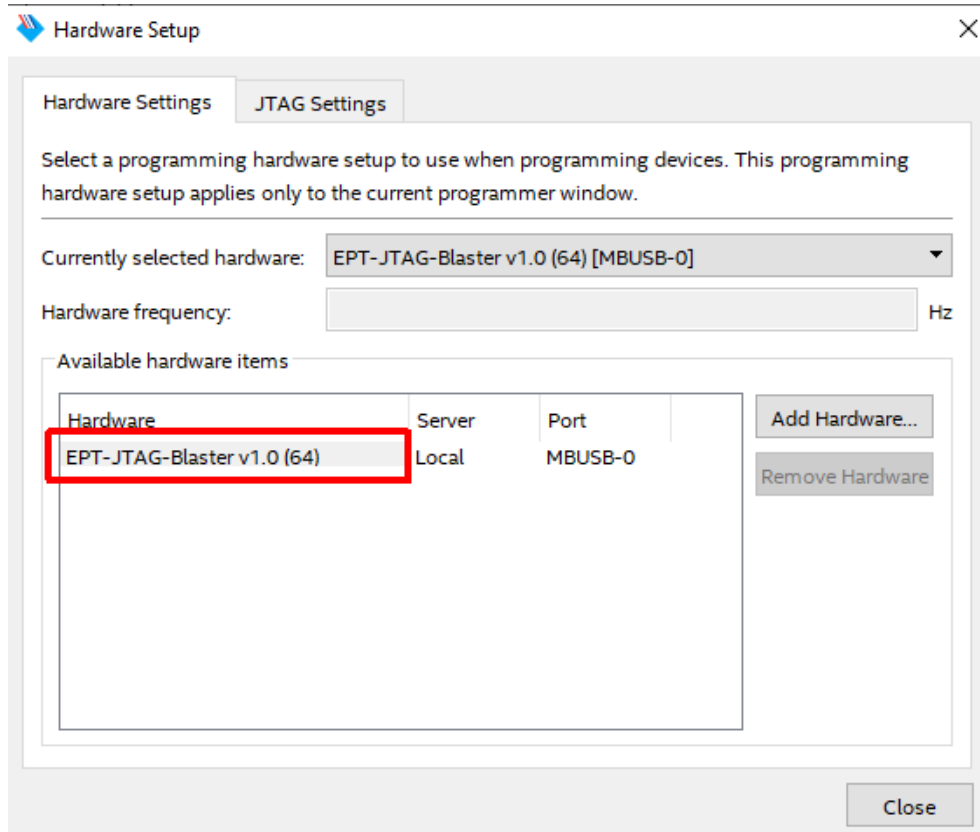 Hardware Setup
Hardware Settings
JTAG Settings
Select a programming hardware setup to use when programming devices. This programming
hardware setup applies only to the current programmer window.
Currently selected hardware: EPT-JTAG-Blaster v1.0 (64) [MBUSB-0]
Hardware frequency: Hz
Available hardware items
Hardware Server Port
EPT-JTAG-Blaster v1.0 (64) Local MBUSB-0
Add Hardware...
Remove Hardware
Close